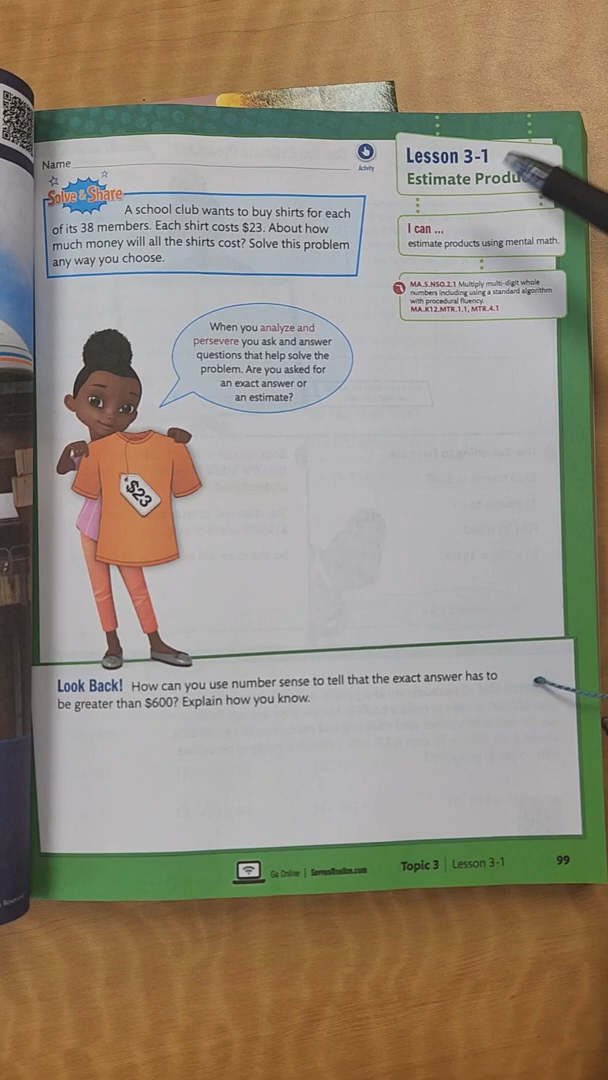 Name
Activity
Solve & Share
A school club wants to buy shirts for each
of its 38 members. Each shirt costs $23. About how
much money will all the shirts cost? Solve this problem
any way you choose.
Lesson 3-1
Estimate
I can ...
estimate products using mental math.
MA.5.NSO.2.1 Multiply multi-digit whole
numbers including using a standard algorithm
with procedural fluency.
MA.K12.MTR.1.1, MTR.4.1
When you analyze and
persevere you ask and answer
questions that help solve the
problem. Are you asked for
an exact answer or
an estimate?
$23
Look Back! How can you use number sense to tell that the exact answer has to
be greater than $600? Explain how you know.
Go Online | SavvasRealize.com
Topic 3 | Lesson 3-1
99